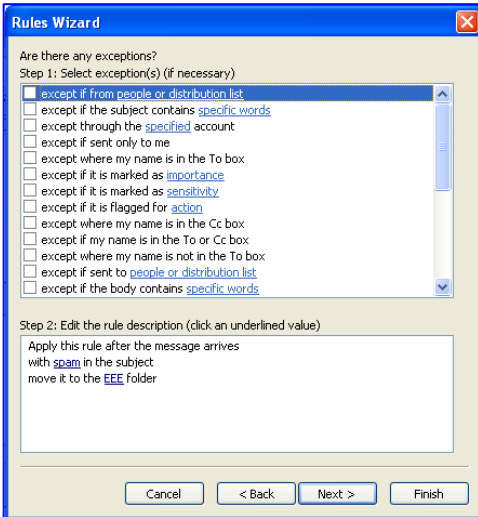 Rules Wizard
Are there any exceptions?
Step 1: Select exception(s) (if necessary)
except if from people or distribution list
except if the subject contains specific words
except through the specified account
except if sent only to me
except where my name is in the To box
except if it is marked as importance
except if it is marked as sensitivity
except if it is flagged for action
except where my name is in the Cc box
except if my name is in the To or Cc box
except where my name is not in the To box
except if sent to people or distribution list
except if the body contains specific words
Step 2: Edit the rule description (click an underlined value)
Apply this rule after the message arrives
with spam in the subject
move it to the EEE folder
Cancel < Back Next > Finish